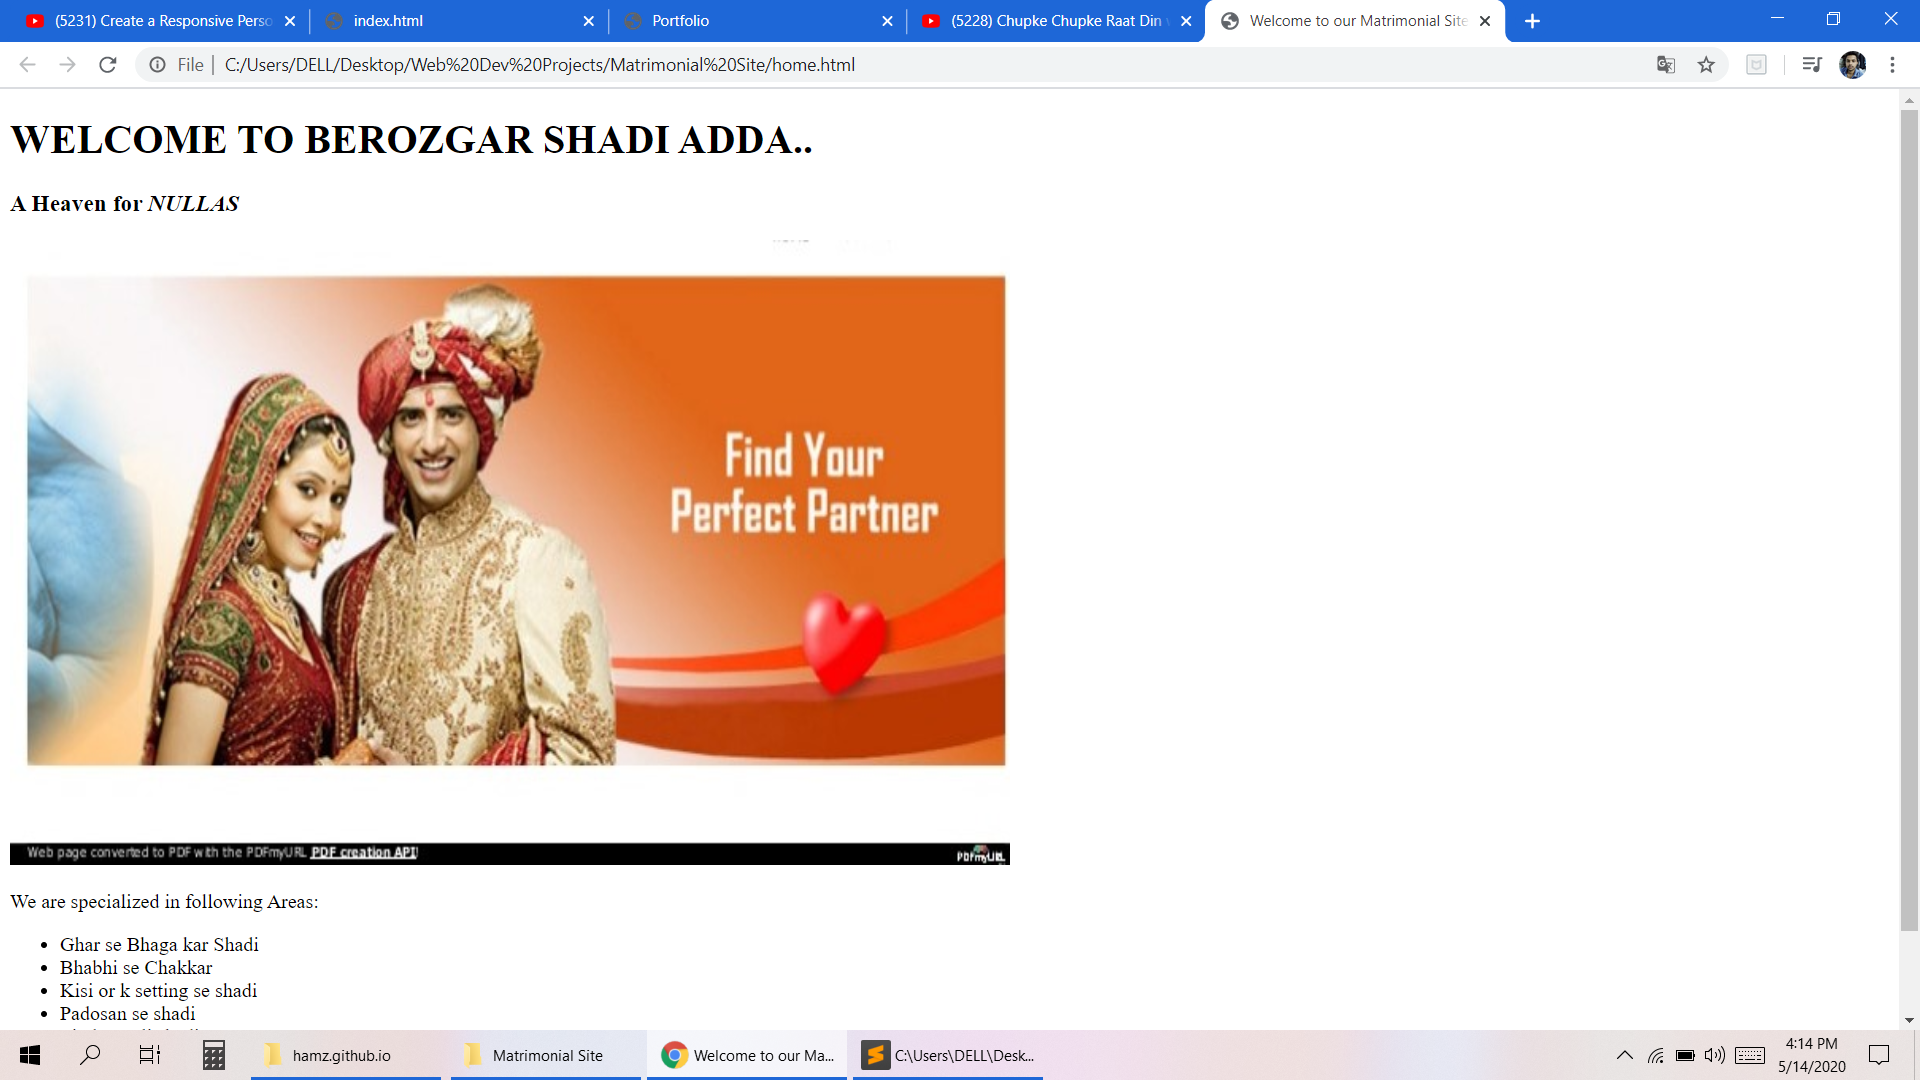 (5231) Create a Responsive Perso
index.html
Portfolio
(5228) Chupke Chupke Raat Din
Welcome to our Matrimonial Site
File
C:/Users/DELL/Desktop/Web%20Dev%20Projects/Matrimonial%20Site/home.html
WELCOME TO BEROZGAR SHADI ADDA..
A Heaven for NULLAS
Find Your
Perfect Partner
Web page converted to PDF with the PDFmyURL PDF creation API!
PDFmyURL
We are specialized in following Areas:
• Ghar se Bhaga kar Shadi
• Bhabhi se Chakkar
• Kisi or k setting se shadi
• Padosan se shadi
hamz.github.io
Matrimonial Site
Welcome to our Ma...
C:\Users\DELL\Desk...
4:14 PM
5/14/2020